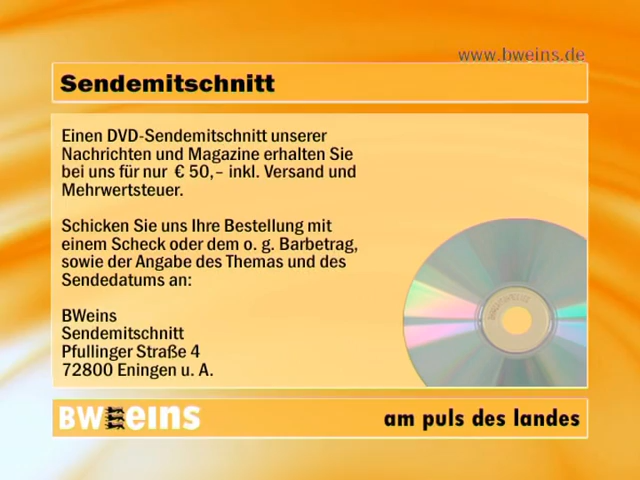 www.bweins.de
Sendemitschnitt
Einen DVD-Sendemitschnitt unserer
Nachrichten und Magazine erhalten Sie
bei uns für nur € 50,– inkl. Versand und
Mehrwertsteuer.
Schicken Sie uns Ihre Bestellung mit
einem Scheck oder dem o. g. Barbetrag,
sowie der Angabe des Themas und des
Sendedatums an:
BWeins
Sendemitschnitt
Pfullinger Straße 4
72800 Eningen u. A.
BWeins
am puls des landes